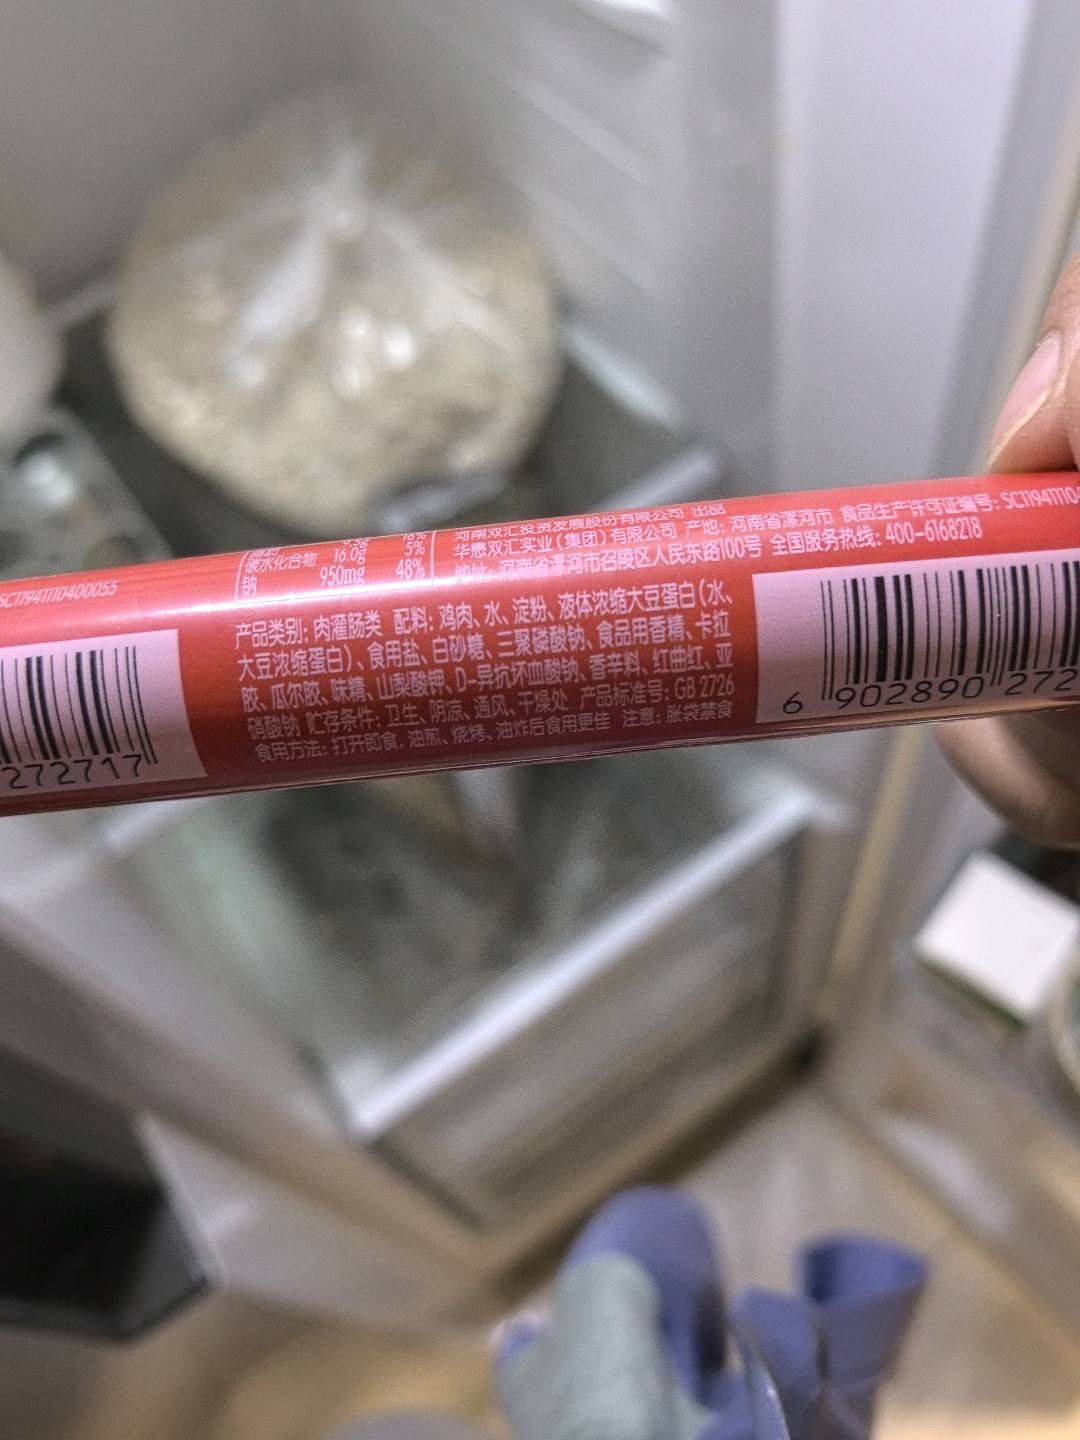 SC11941110400055
272717
碳水化合物 16.0g 5%
钠 950mg 48%
河南双汇投资发展股份有限公司 出品
华懋双汇实业(集团)有限公司 产地: 河南省漯河市 食品生产许可证编号: SC11941110
地址: 河南省漯河市召陵区人民东路100号 全国服务热线: 400-6168218
产品类别: 肉灌肠类 配料: 鸡肉、水、淀粉、液体浓缩大豆蛋白(水、
大豆浓缩蛋白)、食用盐、白砂糖、三聚磷酸钠、食品用香精、卡拉
胶、瓜尔胶、味精、山梨酸钾、D-异抗坏血酸钠、香辛料、红曲红、亚
硝酸钠 贮存条件: 卫生、阴凉、通风、干燥处 产品标准号: GB 2726
食用方法: 打开即食, 油煎、烧烤、油炸后食用更佳 注意: 胀袋禁食
6 902890 272